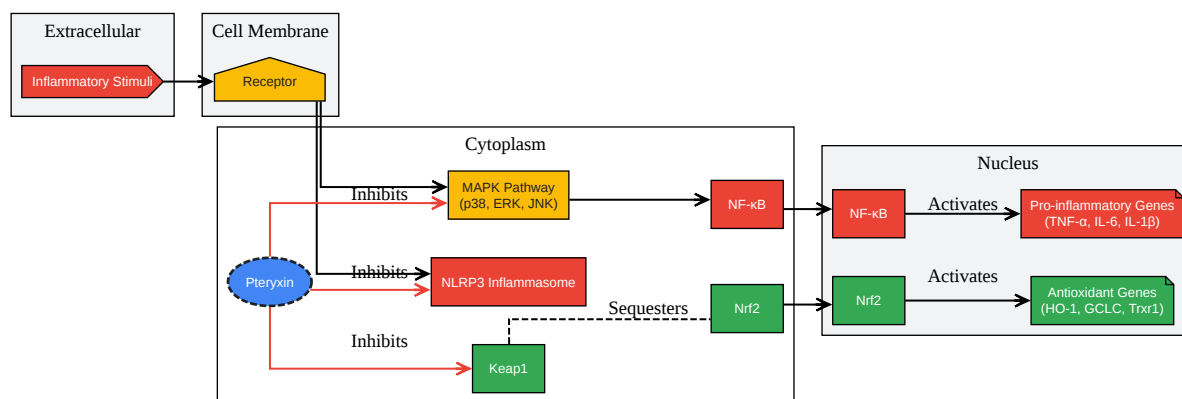 Extracellular
Inflammatory Stimuli
Cell Membrane
Receptor
Cytoplasm
Inhibits
MAPK Pathway
(p38, ERK, JNK)
NF-κB
Pteryxin
Inhibits
NLRP3 Inflammasome
Sequesters
Nrf2
Inhibits
Keap1
Nucleus
NF-κB
Activates
Pro-inflammatory Genes
(TNF-α, IL-6, IL-1β)
Nrf2
Activates
Antioxidant Genes
(HO-1, GCLC, Trxr1)